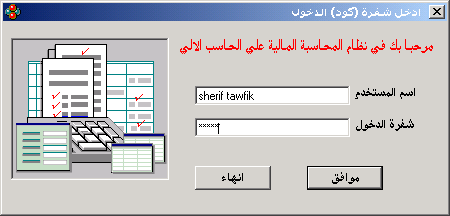 ادخل شفرة (كود) الدخول
مرحبا بك في نظام المحاسبة المالية علي الحاسب الالي
اسم المستخدم
sherif tawfik
شفرة الدخول
*****
موافق
انهاء